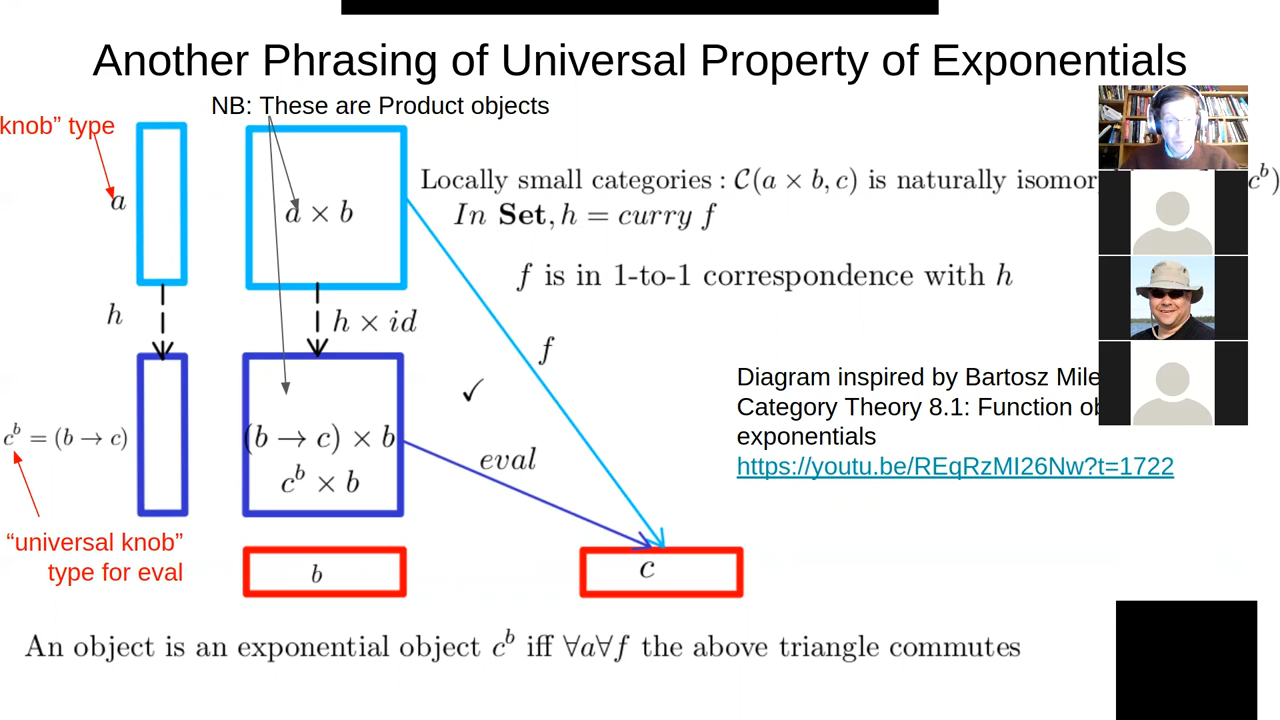 Another Phrasing of Universal Property of Exponentials
NB: These are Product objects
knob” type
a
a × b
Locally small categories : 𝒞(a × b, c) is naturally isomor
c^b)
In Set, h = curry f
f is in 1-to-1 correspondence with h
h
h × id
f
✓
Diagram inspired by Bartosz Mile
Category Theory 8.1: Function ob
exponentials
https://youtu.be/REqRzMI26Nw?t=1722
c^b = (b → c)
(b → c) × b
c^b × b
eval
“universal knob”
type for eval
b
c
An object is an exponential object c^b iff ∀a∀f the above triangle commutes